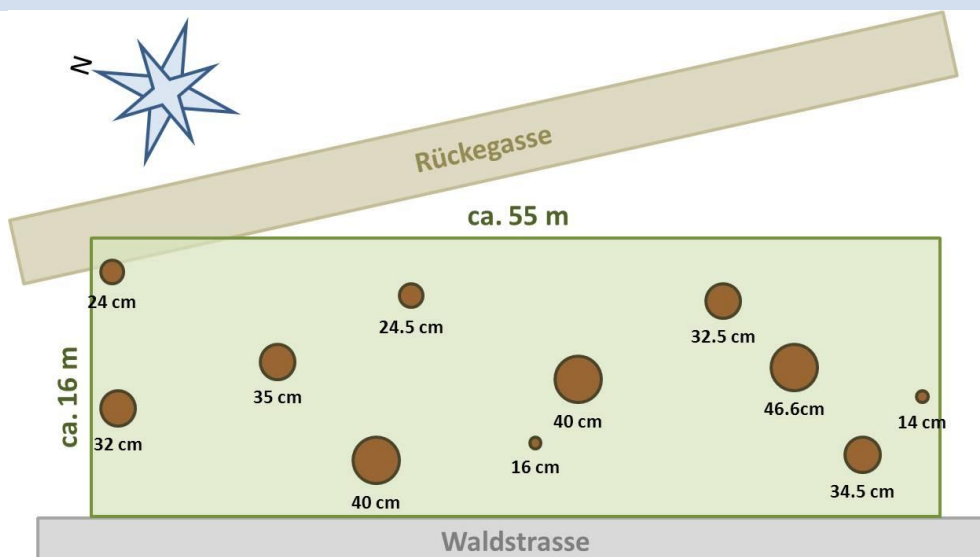 N
Rückegasse
ca. 55 m
24 cm
24.5 cm
32.5 cm
ca. 16 m
35 cm
40 cm
46.6cm
14 cm
32 cm
16 cm
34.5 cm
40 cm
Waldstrasse